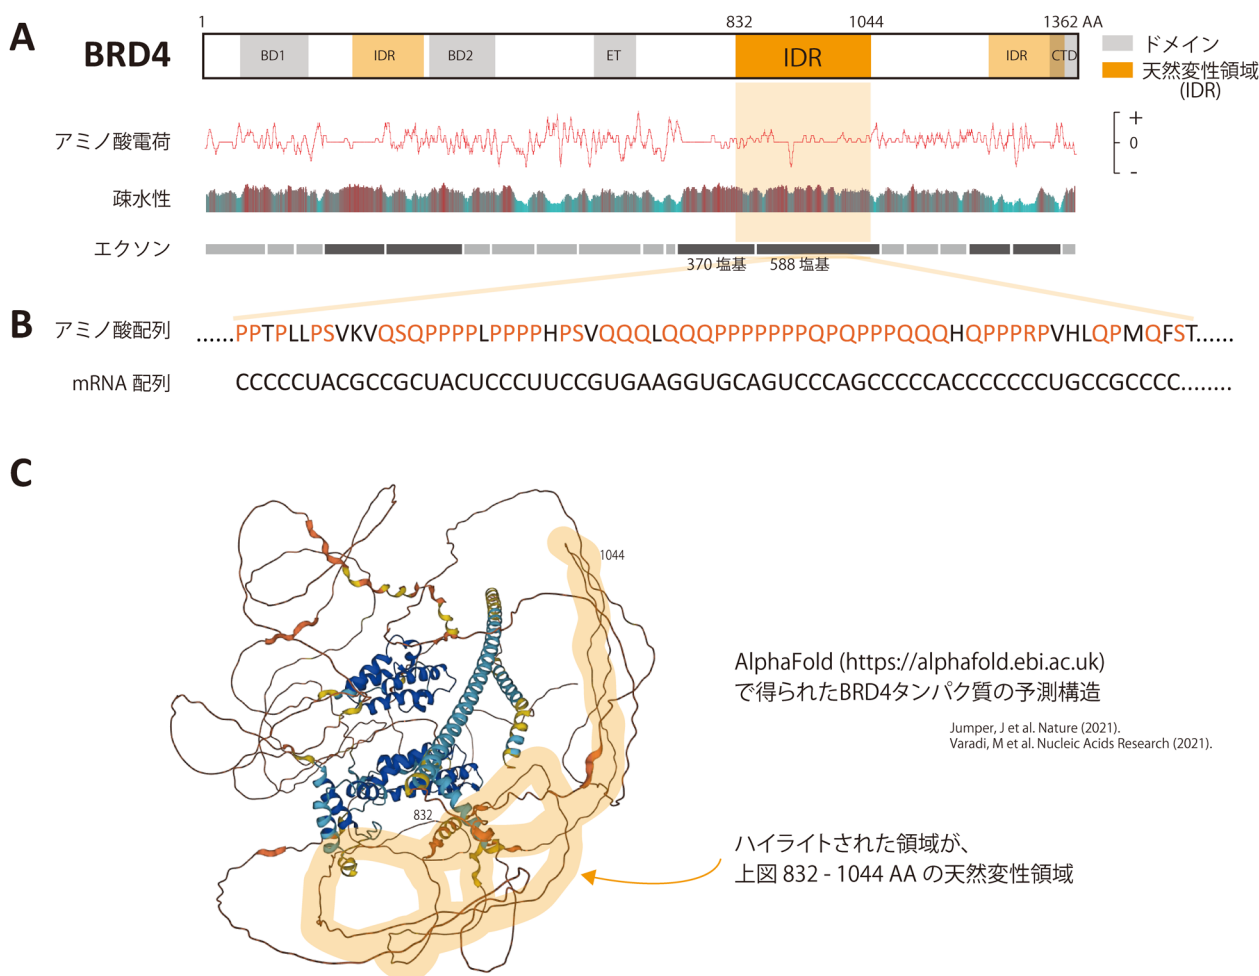 A
BRD4
1
832
1044
1362 AA
BD1
IDR
BD2
ET
IDR
IDR
CTD
ドメイン
天然変性領域
(IDR)
アミノ酸電荷
+
0
-
疎水性
エクソン
370 塩基
588 塩基
B
アミノ酸配列
......PPTPLLPSVKVQSQPPPPLPPPPHPSVQQQLQQQPPPPPPPQPQPPPQQQHQPPPRPVHLQPMQFST......
mRNA 配列
CCCCCUACGCCGCUACUCCCUUCCGUGAAGGUGCAGUCCCAGCCCCCACCCCCCCUGCCGCCCC........
C
1044
832
AlphaFold (https://alphafold.ebi.ac.uk)
で得られたBRD4タンパク質の予測構造
Jumper, J et al. Nature (2021).
Varadi, M et al. Nucleic Acids Research (2021).
ハイライトされた領域が、
上図 832 - 1044 AA の天然変性領域